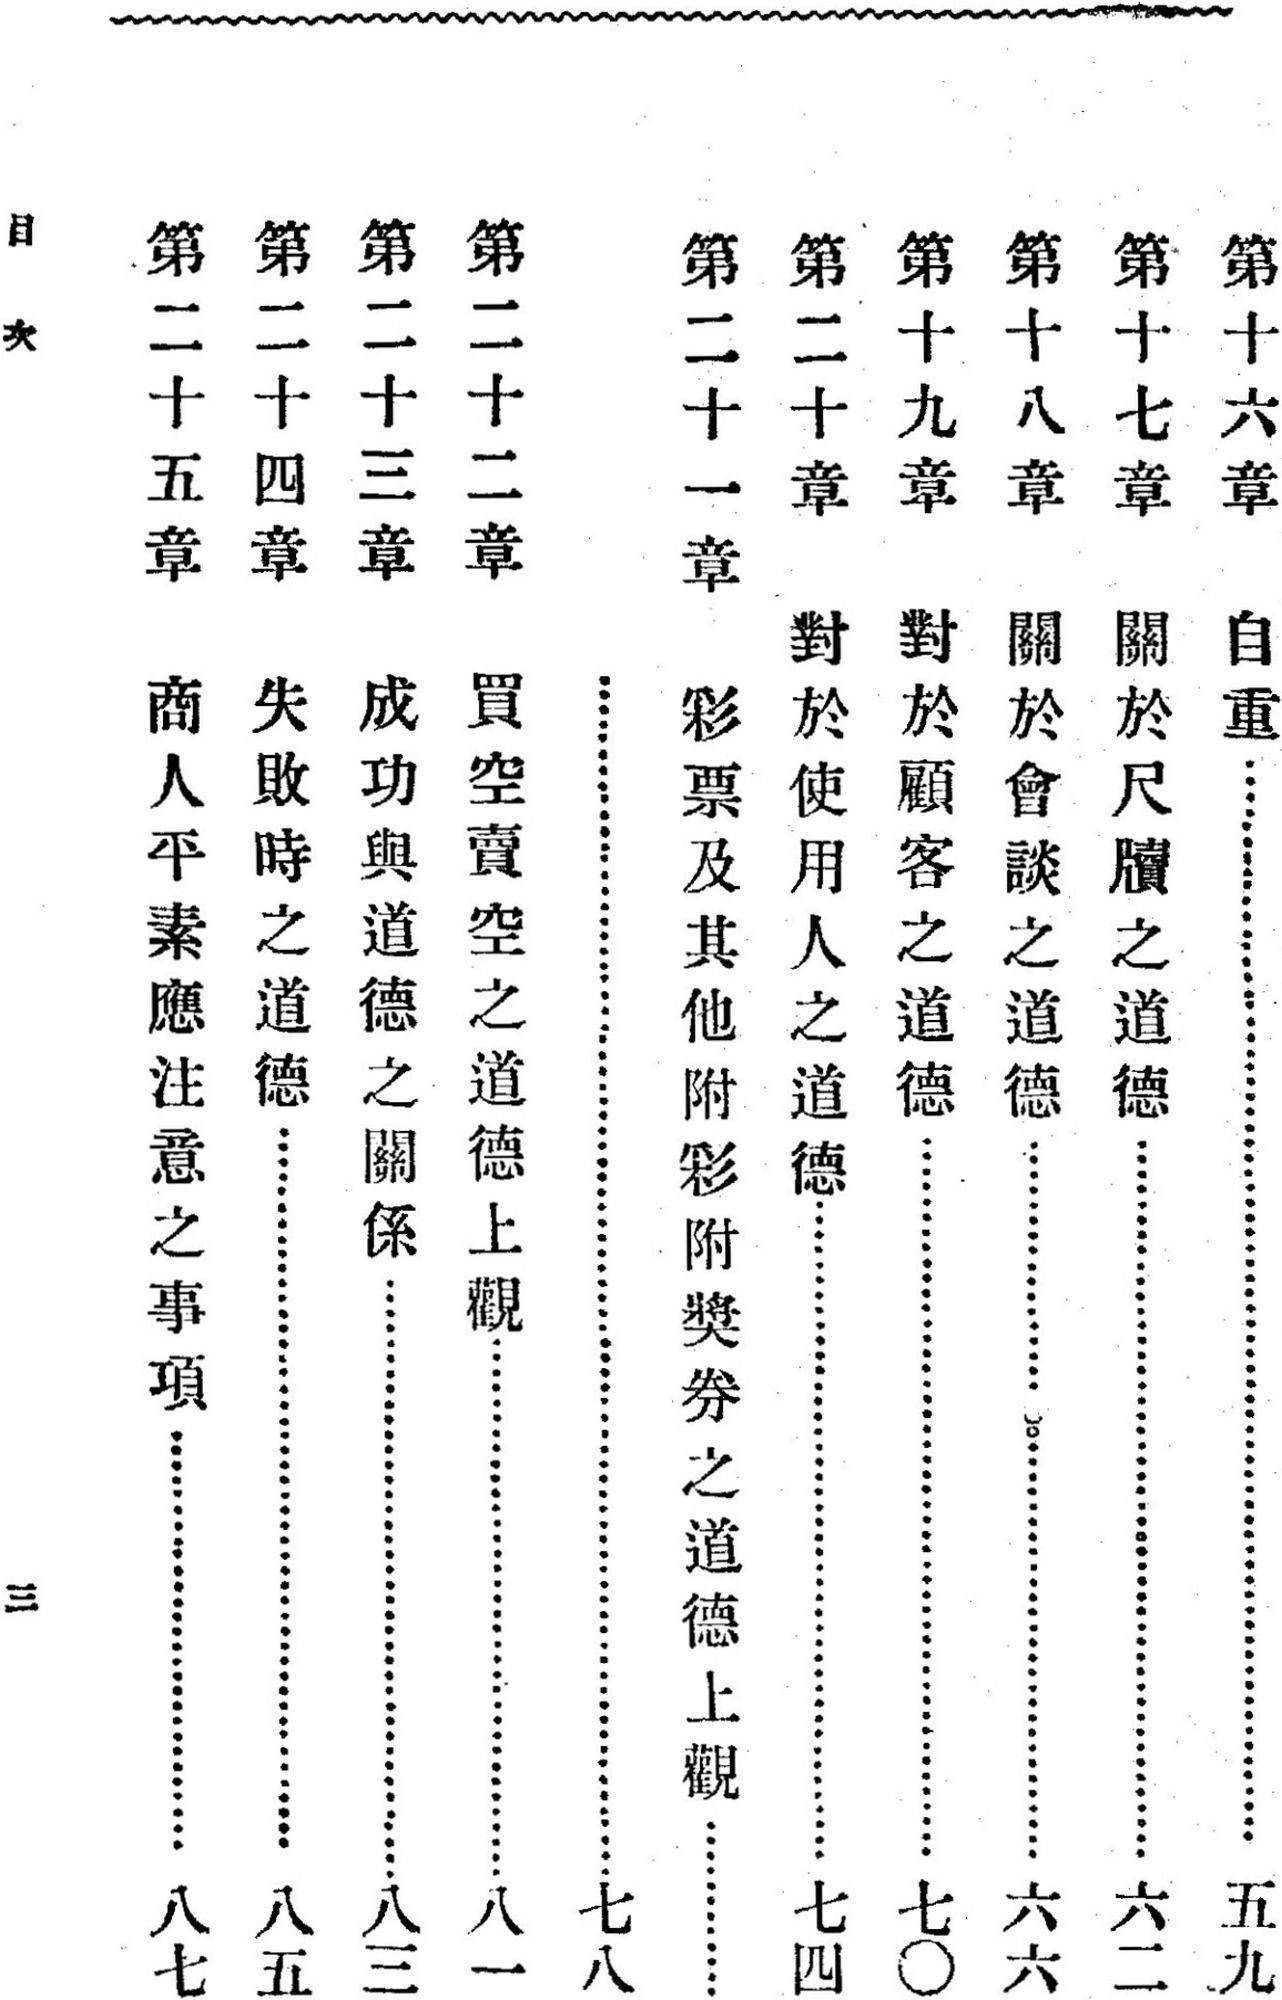 第十六章　自重…………五九
第十七章　關於尺牘之道德…………六二
第十八章　關於會談之道德…………六六
第十九章　對於顧客之道德…………七〇
第二十章　對於使用人之道德…………七四
第二十一章　彩票及其他附彩附獎券之道德上觀……
…………七八
第二十二章　買空賣空之道德上觀…………八一
第二十三章　成功與道德之關係…………八三
第二十四章　失敗時之道德…………八五
第二十五章　商人平素應注意之事項…………八七
目次　三